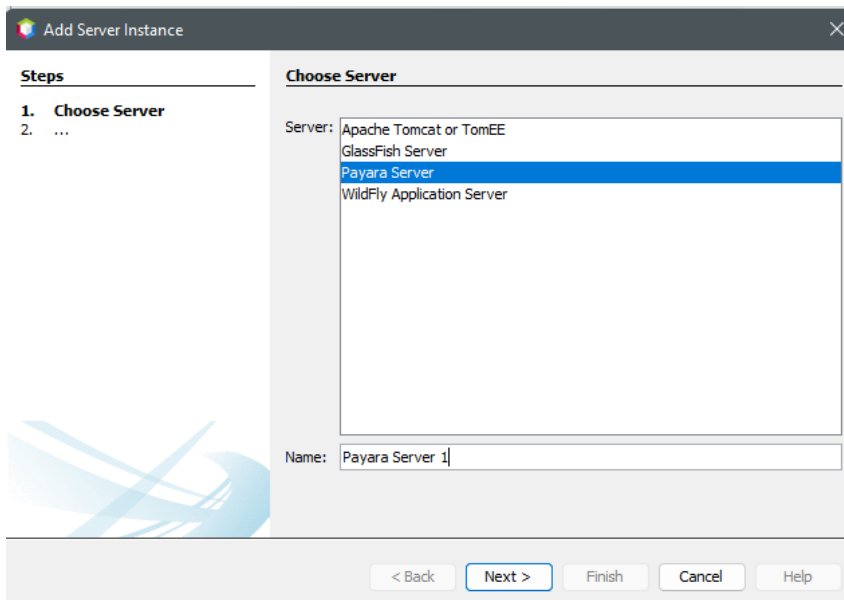 Add Server Instance
Steps
1. Choose Server
2. ...
Choose Server
Server:
Apache Tomcat or TomEE
GlassFish Server
Payara Server
WildFly Application Server
Name: Payara Server 1
< Back Next > Finish Cancel Help